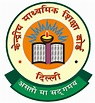 केन्द्रीय माध्यमिक शिक्षा बोर्ड
दिल्ली
असतो मा सद्गमय